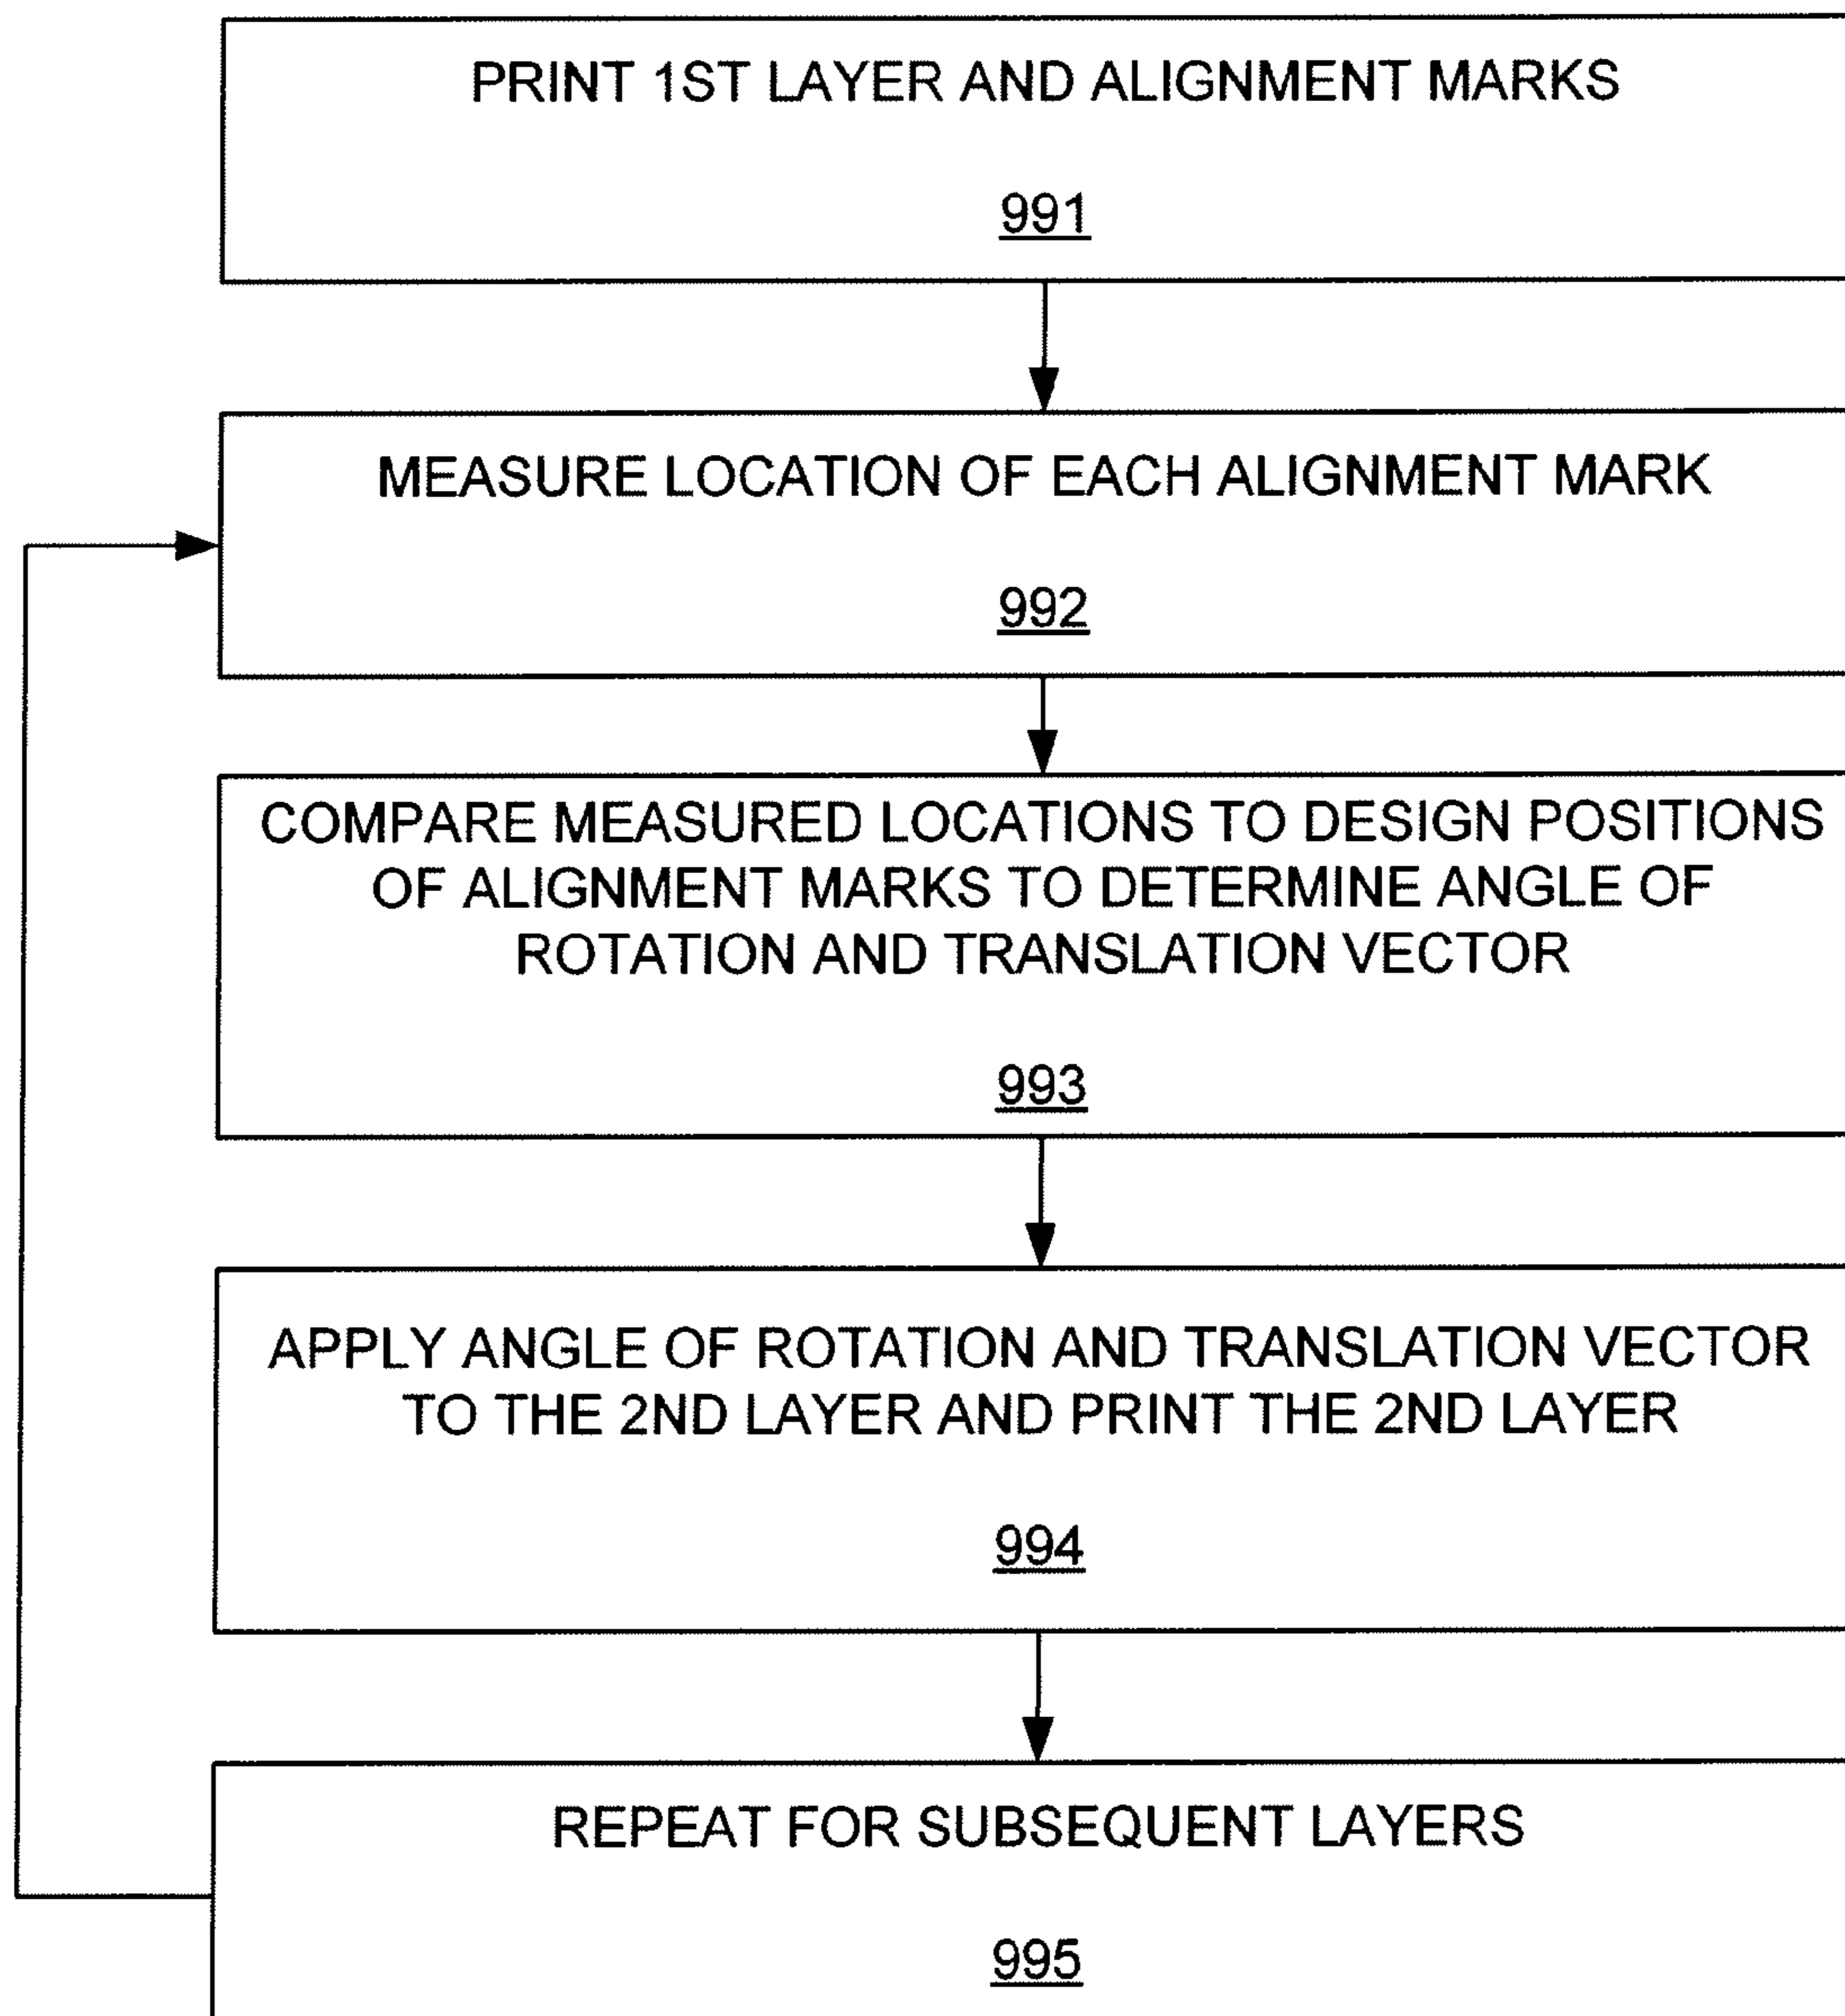 PRINT 1ST LAYER AND ALIGNMENT MARKS
991
MEASURE LOCATION OF EACH ALIGNMENT MARK
992
COMPARE MEASURED LOCATIONS TO DESIGN POSITIONS
OF ALIGNMENT MARKS TO DETERMINE ANGLE OF
ROTATION AND TRANSLATION VECTOR
993
APPLY ANGLE OF ROTATION AND TRANSLATION VECTOR
TO THE 2ND LAYER AND PRINT THE 2ND LAYER
994
REPEAT FOR SUBSEQUENT LAYERS
995